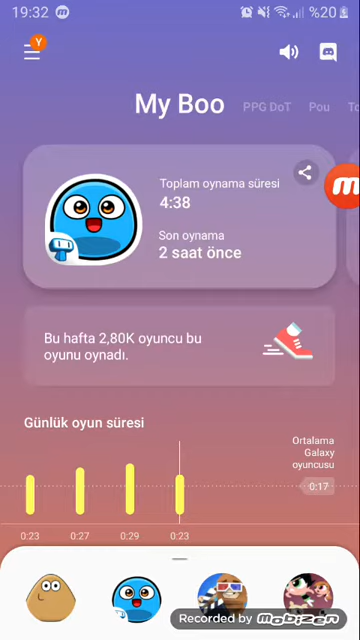 19:32
%20
Y
My Boo
PPG DoT
Pou
To
Toplam oynama süresi
4:38
Son oynama
2 saat önce
Bu hafta 2,80K oyuncu bu
oyunu oynadı.
Günlük oyun süresi
Ortalama
Galaxy
oyuncusu
0:17
0:23 0:27 0:29 0:23
Recorded by Mobizen